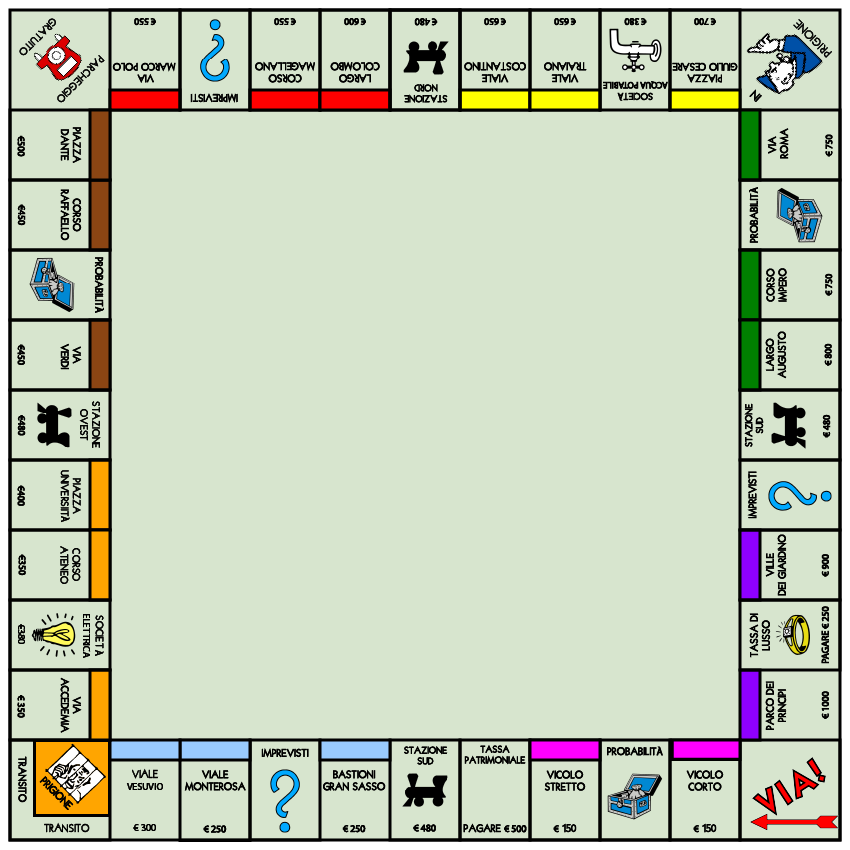 PARCHEGGIO
GRATUITO
VIA
MARCO POLO
€ 550
IMPREVISTI
CORSO
MAGELLANO
€ 550
LARGO
COLOMBO
€ 600
STAZIONE
NORD
€ 480
VIALE
COSTANTINO
€ 650
VIALE
TRAIANO
€ 650
SOCIETÀ
ACQUA POTABILE
€ 380
PIAZZA
GIULIO CESARE
€ 700
IN
PRIGIONE
PIAZZA
DANTE
€500
CORSO
RAFFAELLO
€450
PROBABILITÀ
VIA
VERDI
€450
STAZIONE
OVEST
€480
PIAZZA
UNIVERSITÀ
€400
CORSO
ATENEO
€350
SOCIETÀ
ELETTRICA
€380
VIA
ACCEDEMIA
€ 350
VIA
ROMA
€ 750
PROBABILITÀ
CORSO
IMPERO
€ 750
LARGO
AUGUSTO
€ 800
STAZIONE
SUD
€ 480
IMPREVISTI
VILLE
DEI GIARDINO
€ 900
TASSA DI
LUSSO
PAGARE € 250
PARCO DEI
PRINCIPI
€ 1000
TRANSITO
PRIGIONE
TRANSITO
VIALE
VESUVIO
€ 300
VIALE
MONTEROSA
€ 250
IMPREVISTI
BASTIONI
GRAN SASSO
€ 250
STAZIONE
SUD
€ 480
TASSA
PATRIMONIALE
PAGARE € 500
VICOLO
STRETTO
€ 150
PROBABILITÀ
VICOLO
CORTO
€ 150
VIA!